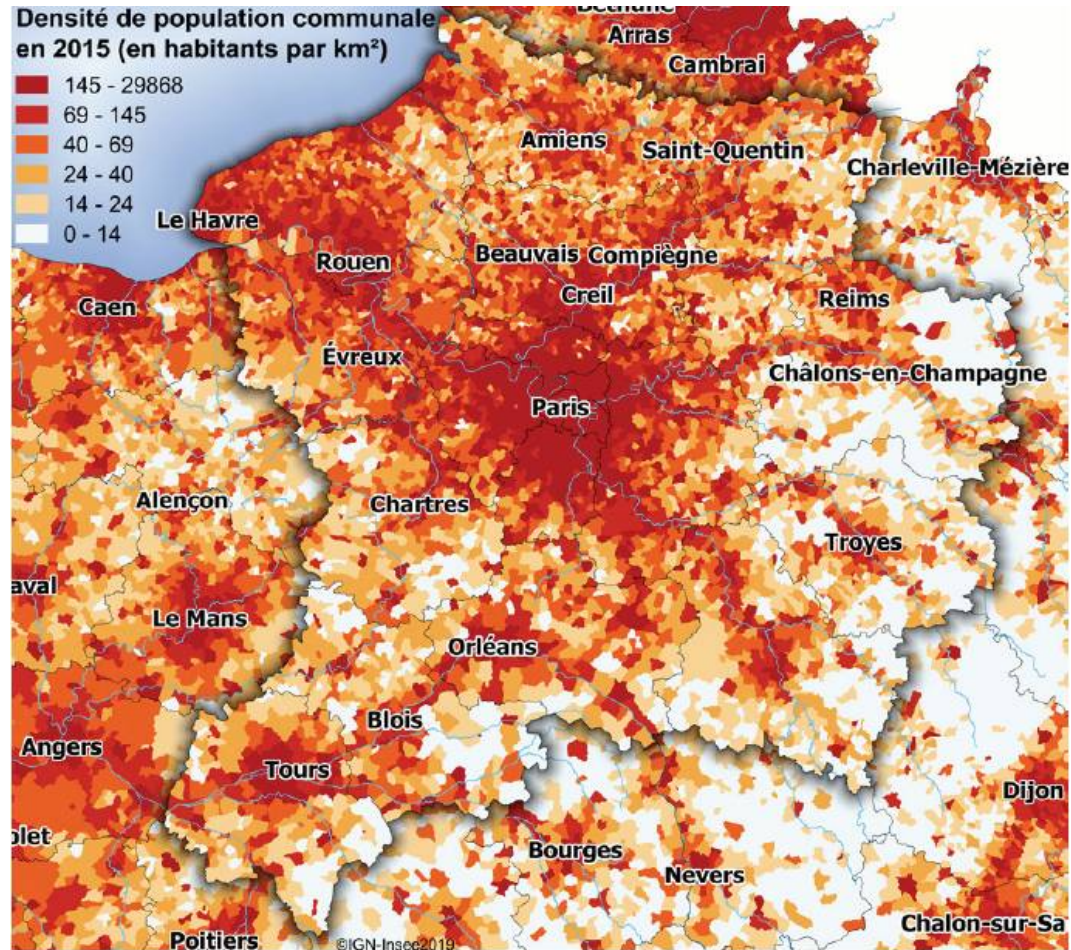 Densité de population communale
en 2015 (en habitants par km²)
145 - 29868
69 - 145
40 - 69
24 - 40
14 - 24
0 - 14
Béthune
Arras
Cambrai
Amiens
Saint-Quentin
Charleville-Mézière
Le Havre
Rouen
Beauvais
Compiègne
Creil
Reims
Caen
Évreux
Châlons-en-Champagne
Paris
Alençon
Chartres
Troyes
aval
Le Mans
Orléans
Blois
Angers
Tours
Dijon
olet
Bourges
Nevers
Chalon-sur-Sa
Poitiers
©IGN-Insee2019